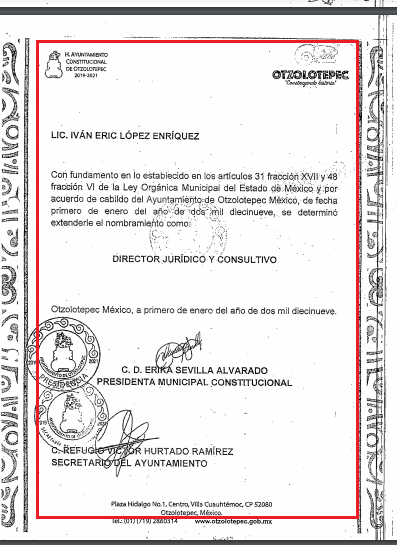 H. AYUNTAMIENTO
CONSTITUCIONAL
DE OTZOLOTEPEC
2019-2021
OTZOLOTEPEC
"Construyendo historia"
LIC. IVÁN ERIC LÓPEZ ENRÍQUEZ
Con fundamento en lo establecido en los artículos 31 fracción XVII y 48
fracción VI de la Ley Orgánica Municipal del Estado de México y por
acuerdo de cabildo del Ayuntamiento de Otzolotepec México, de fecha
primero de enero del año de dos mil diecinueve, se determinó
extenderle el nombramiento como:
DIRECTOR JURÍDICO Y CONSULTIVO
Otzolotepec México, a primero de enero del año de dos mil diecinueve.
PRESIDENCIA
C. D. ERIKA SEVILLA ALVARADO
PRESIDENTA MUNICIPAL CONSTITUCIONAL
C. REFUGIO VICTOR HURTADO RAMÍREZ
SECRETARIO DEL AYUNTAMIENTO
Plaza Hidalgo No.1, Centro, Villa Cuauhtémoc, CP 52080
Otzolotepec, México.
Tel.: (01) (719) 2860314 www.otzolotepec.gob.mx